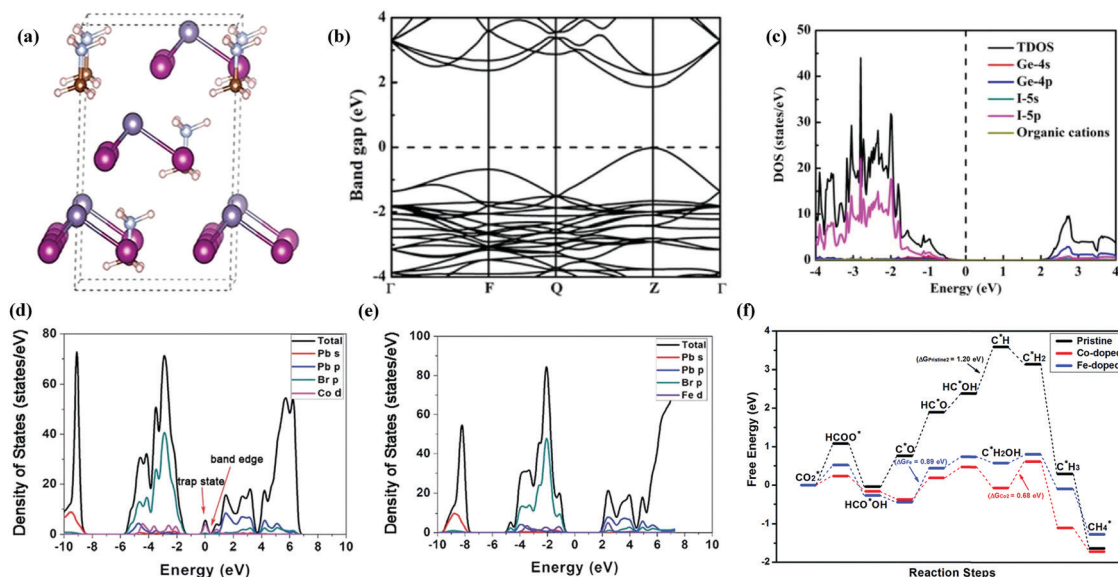 (a)
(b)
Band gap (eV)
4
2
0
-2
-4
Γ
F
Q
Z
Γ
(c)
DOS (states/eV)
50
40
30
20
10
0
TDOS
Ge-4s
Ge-4p
I-5s
I-5p
Organic cations
-4
-3
-2
-1
0
1
2
3
4
Energy (eV)
(d)
Density of States (states/eV)
80
60
40
20
0
Total
Pb s
Pb p
Br p
Co d
trap state
band edge
-10
-8
-6
-4
-2
0
2
4
6
8
10
Energy (eV)
(e)
Density of States (states/eV)
100
80
60
40
20
0
Total
Pb s
Pb p
Br p
Fe d
-10
-8
-6
-4
-2
0
2
4
6
8
10
Energy (eV)
(f)
Free Energy (eV)
4
3
2
1
0
-1
-2
Pristine
Co-doped
Fe-doped
CO₂*
HCOO*
HCO*OH
C*O
HC*O
HC*OH
C*H
C*H₂
C*H₂OH
C*H₃
CH₄*
(ΔGPristine2 = 1.20 eV)
(ΔGFe = 0.89 eV)
(ΔGCo2 = 0.68 eV)
Reaction Steps